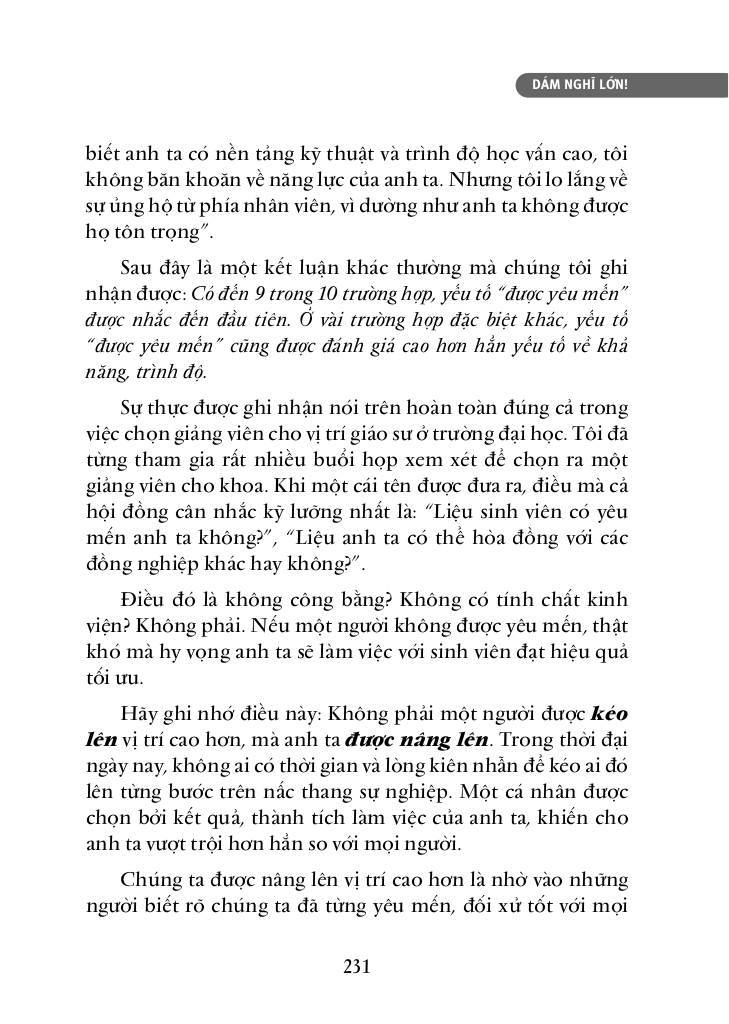 DÁM NGHĨ LỚN!
biết anh ta có nền tảng kỹ thuật và trình độ học vấn cao, tôi
không băn khoăn về năng lực của anh ta. Nhưng tôi lo lắng về
sự ủng hộ từ phía nhân viên, vì dường như anh ta không được
họ tôn trọng”.
Sau đây là một kết luận khác thường mà chúng tôi ghi
nhận được: Có đến 9 trong 10 trường hợp, yếu tố “được yêu mến”
được nhắc đến đầu tiên. Ở vài trường hợp đặc biệt khác, yếu tố
“được yêu mến” cũng được đánh giá cao hơn hẳn yếu tố về khả
năng, trình độ.
Sự thực được ghi nhận nói trên hoàn toàn đúng cả trong
việc chọn giảng viên cho vị trí giáo sư ở trường đại học. Tôi đã
từng tham gia rất nhiều buổi họp xem xét để chọn ra một
giảng viên cho khoa. Khi một cái tên được đưa ra, điều mà cả
hội đồng cân nhắc kỹ lưỡng nhất là: “Liệu sinh viên có yêu
mến anh ta không?”, “Liệu anh ta có thể hòa đồng với các
đồng nghiệp khác hay không?”.
Điều đó là không công bằng? Không có tính chất kinh
viện? Không phải. Nếu một người không được yêu mến, thật
khó mà hy vọng anh ta sẽ làm việc với sinh viên đạt hiệu quả
tối ưu.
Hãy ghi nhớ điều này: Không phải một người được kéo
lên vị trí cao hơn, mà anh ta được nâng lên. Trong thời đại
ngày nay, không ai có thời gian và lòng kiên nhẫn để kéo ai đó
lên từng bước trên nấc thang sự nghiệp. Một cá nhân được
chọn bởi kết quả, thành tích làm việc của anh ta, khiến cho
anh ta vượt trội hơn hẳn so với mọi người.
Chúng ta được nâng lên vị trí cao hơn là nhờ vào những
người biết rõ chúng ta đã từng yêu mến, đối xử tốt với mọi
231